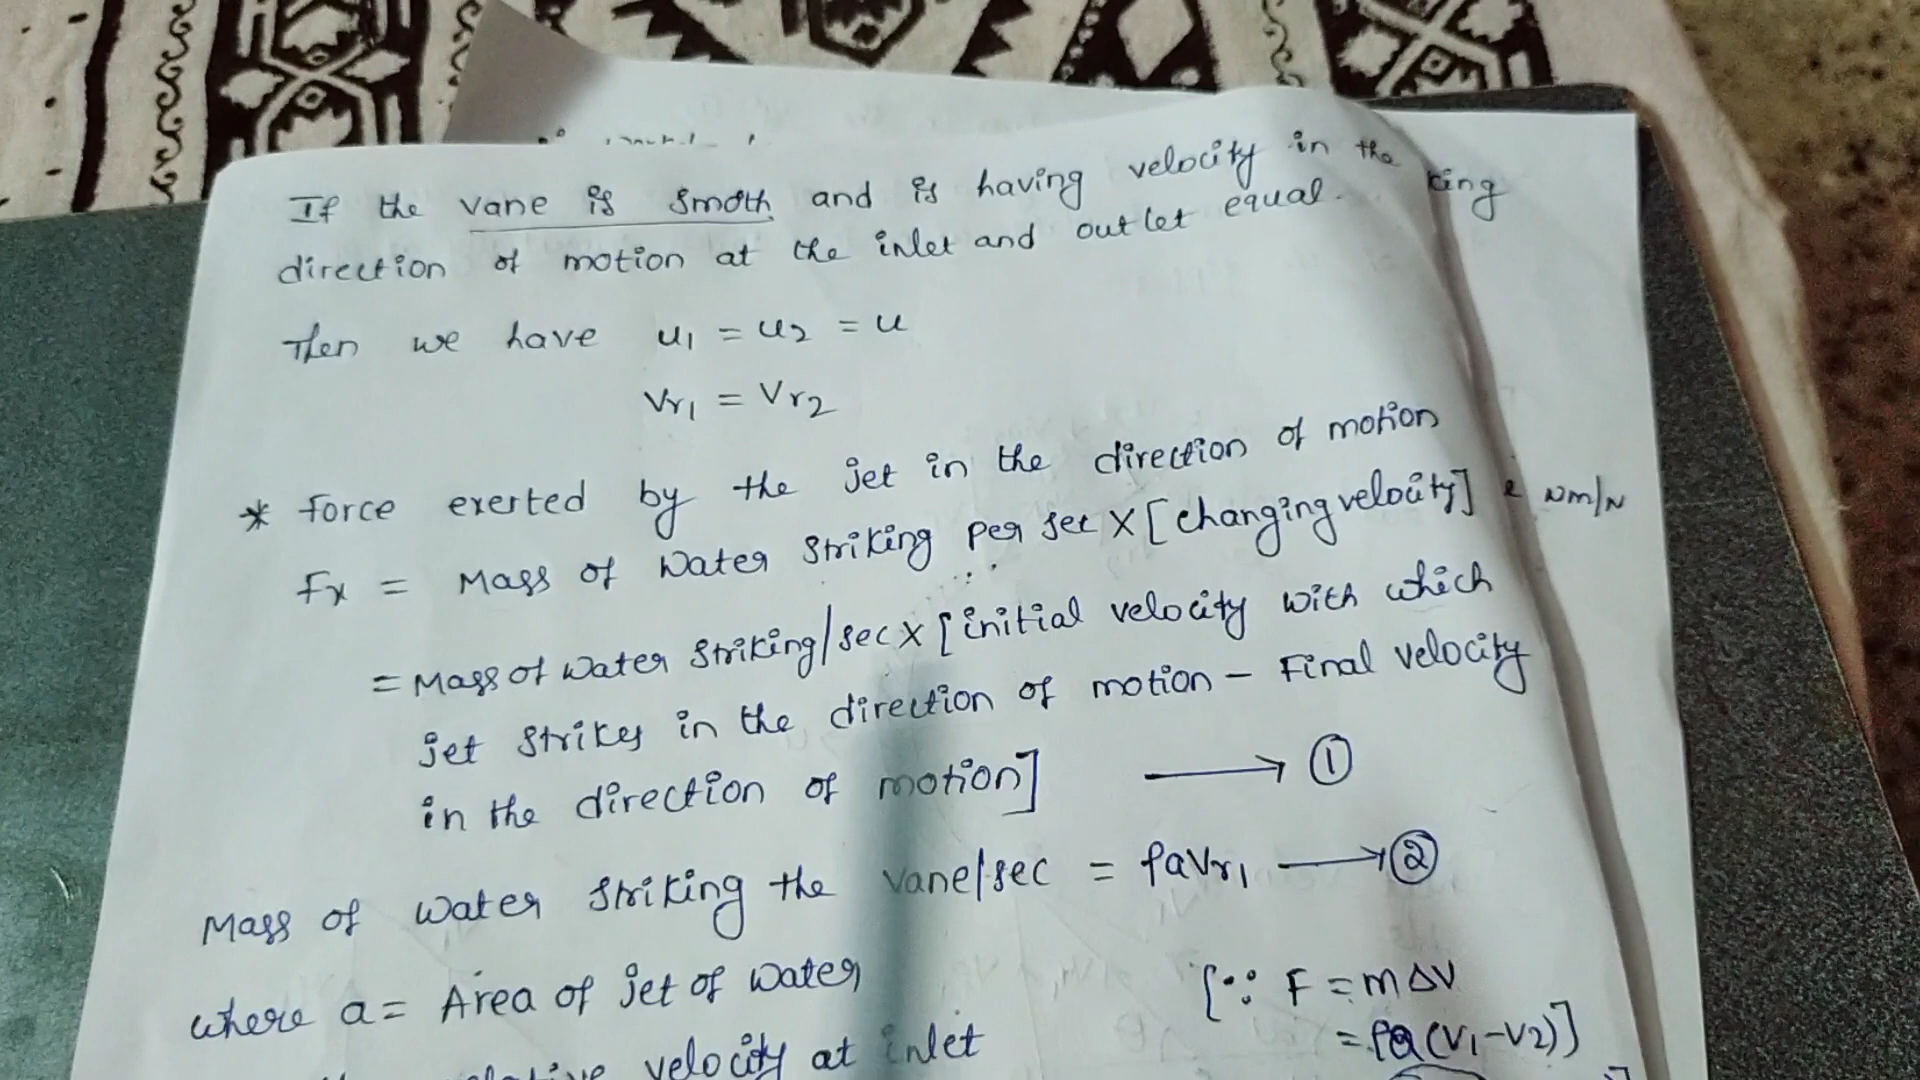 If the vane is smoth and is having velocity in the
direction of motion at the inlet and outlet equal.
king
Then we have u1 = u2 = u
Vr1 = Vr2
* Force exerted by the jet in the direction of motion
Fx = Mass of water striking per sec X [changing velocity]
Nm/N
= Mass of water striking/sec x [initial velocity with which
jet strikes in the direction of motion - Final velocity
in the direction of motion] → ①
Mass of water striking the vane/sec = ρaVr1 → ②
where a = Area of jet of water
[∵ F = m∆V
velocity at inlet
(V1-V2)]